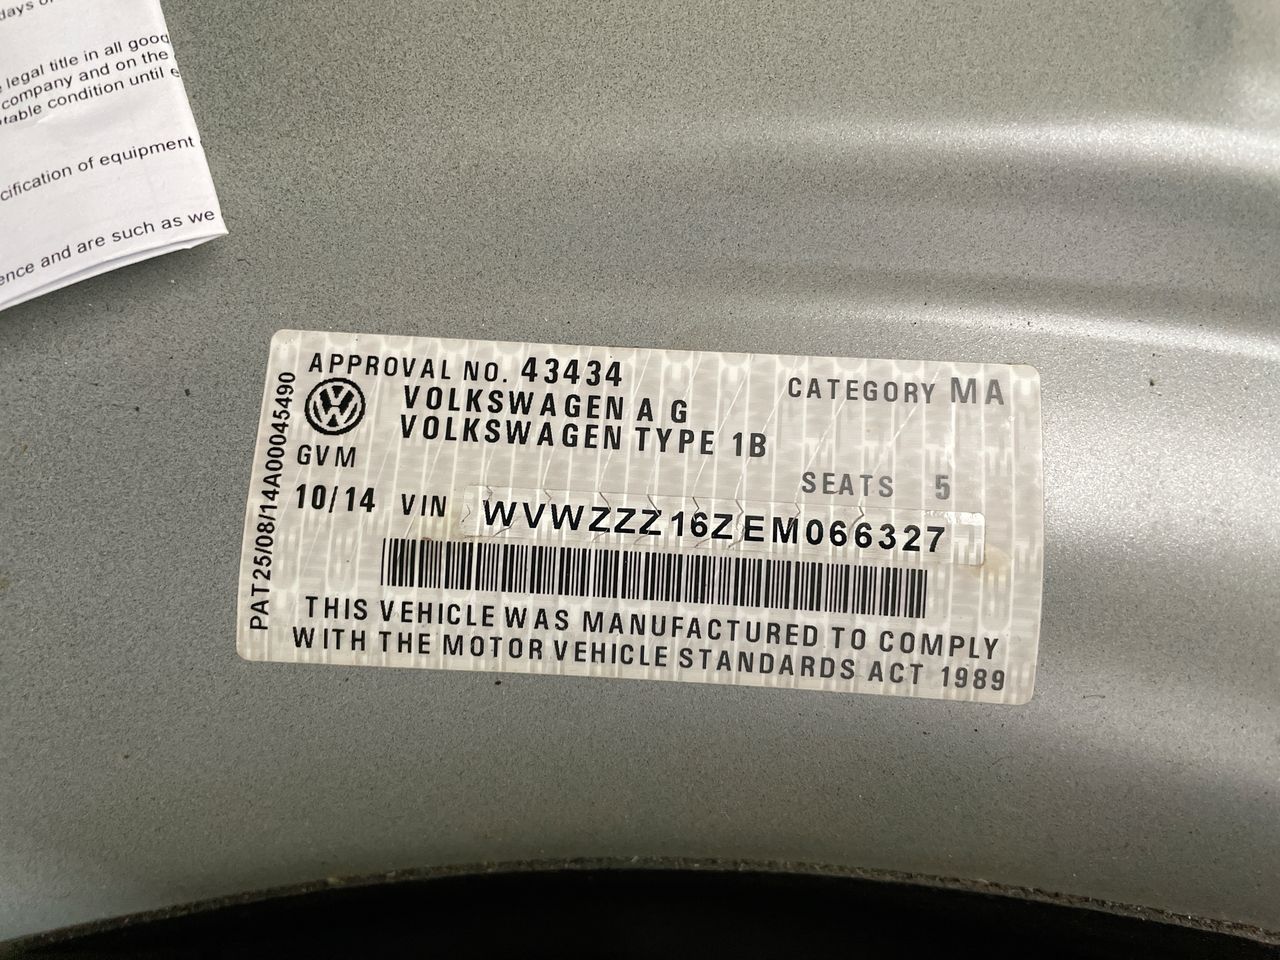 days o
legal title in all good
company and on the
table condition until e
cification of equipment
ence and are such as we
APPROVAL NO. 43434
CATEGORY MA
VOLKSWAGEN A G
VOLKSWAGEN TYPE 1B
GVM
SEATS 5
10/14 VIN WVWZZZ16ZEM066327
THIS VEHICLE WAS MANUFACTURED TO COMPLY
WITH THE MOTOR VEHICLE STANDARDS ACT 1989
PAT25/08/14A00045490